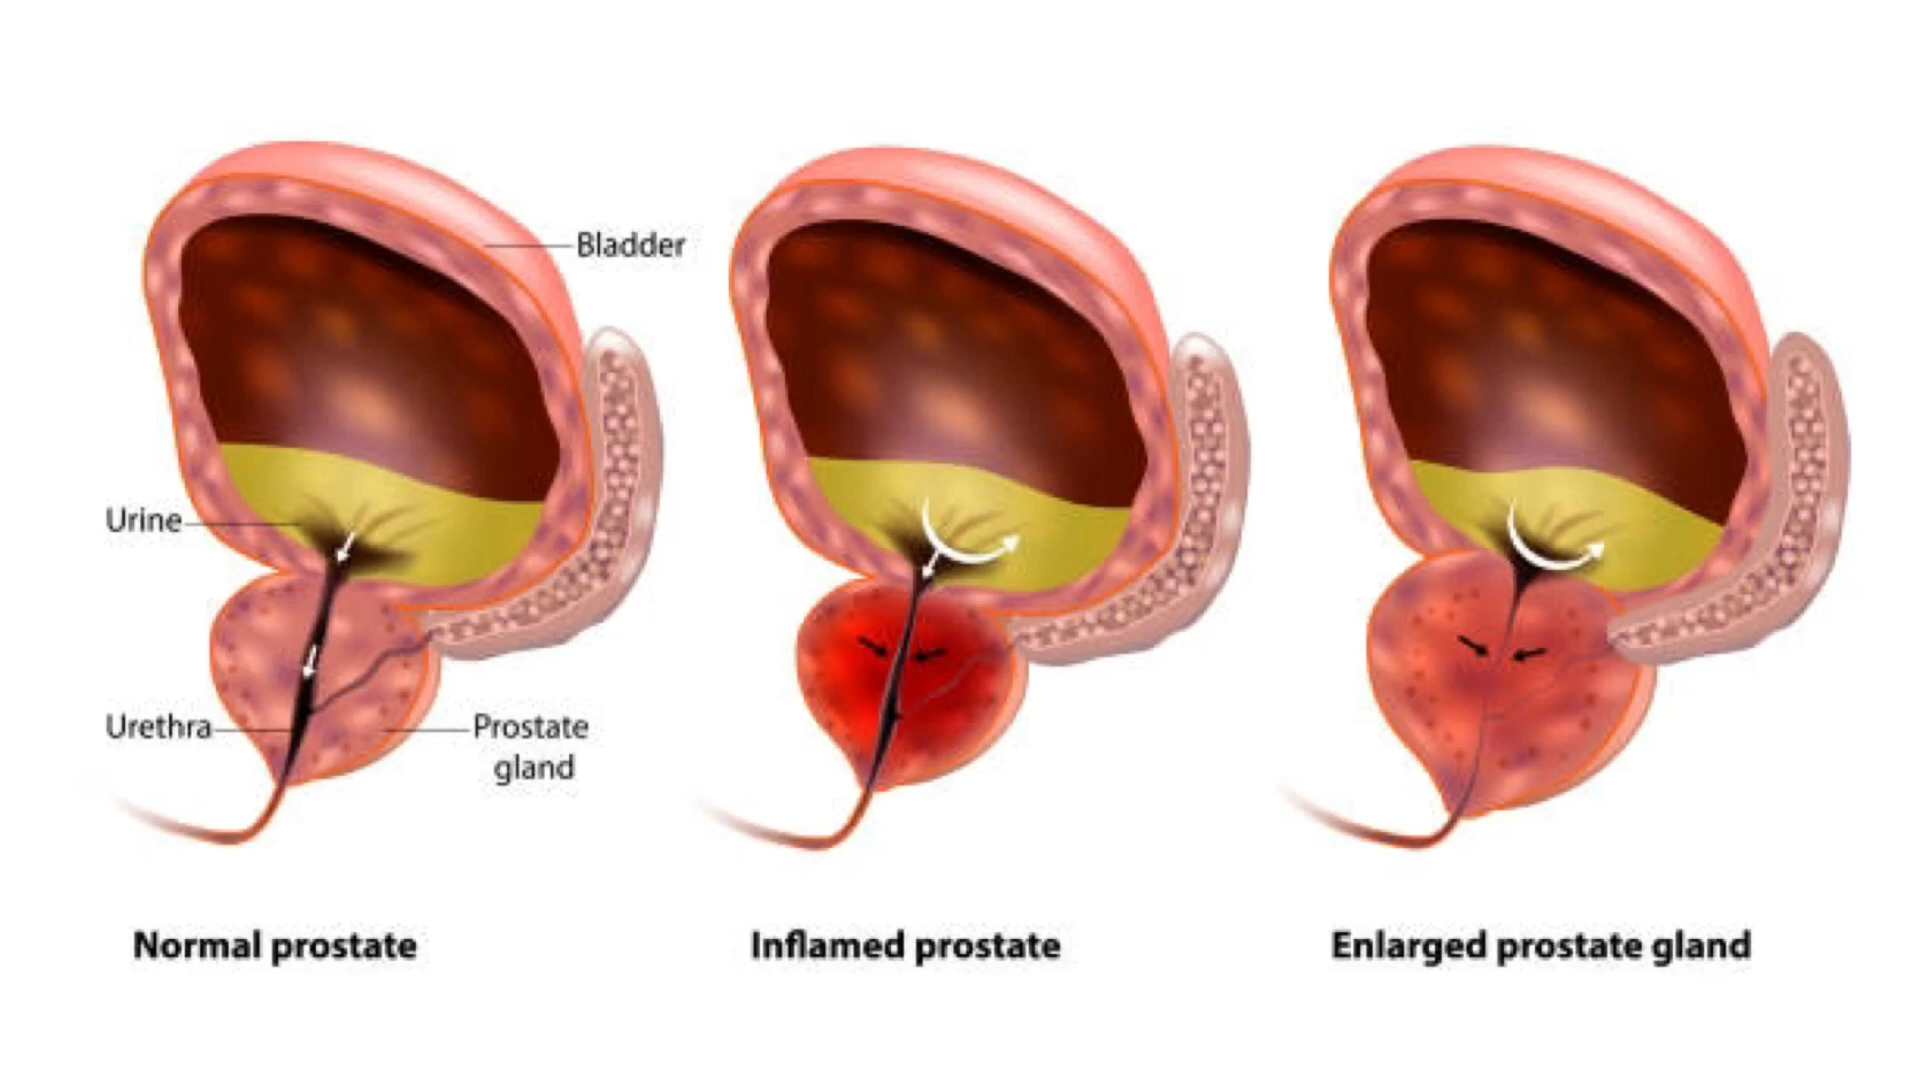 Bladder
Urine
Urethra
Prostate
gland
Normal prostate
Inflamed prostate
Enlarged prostate gland